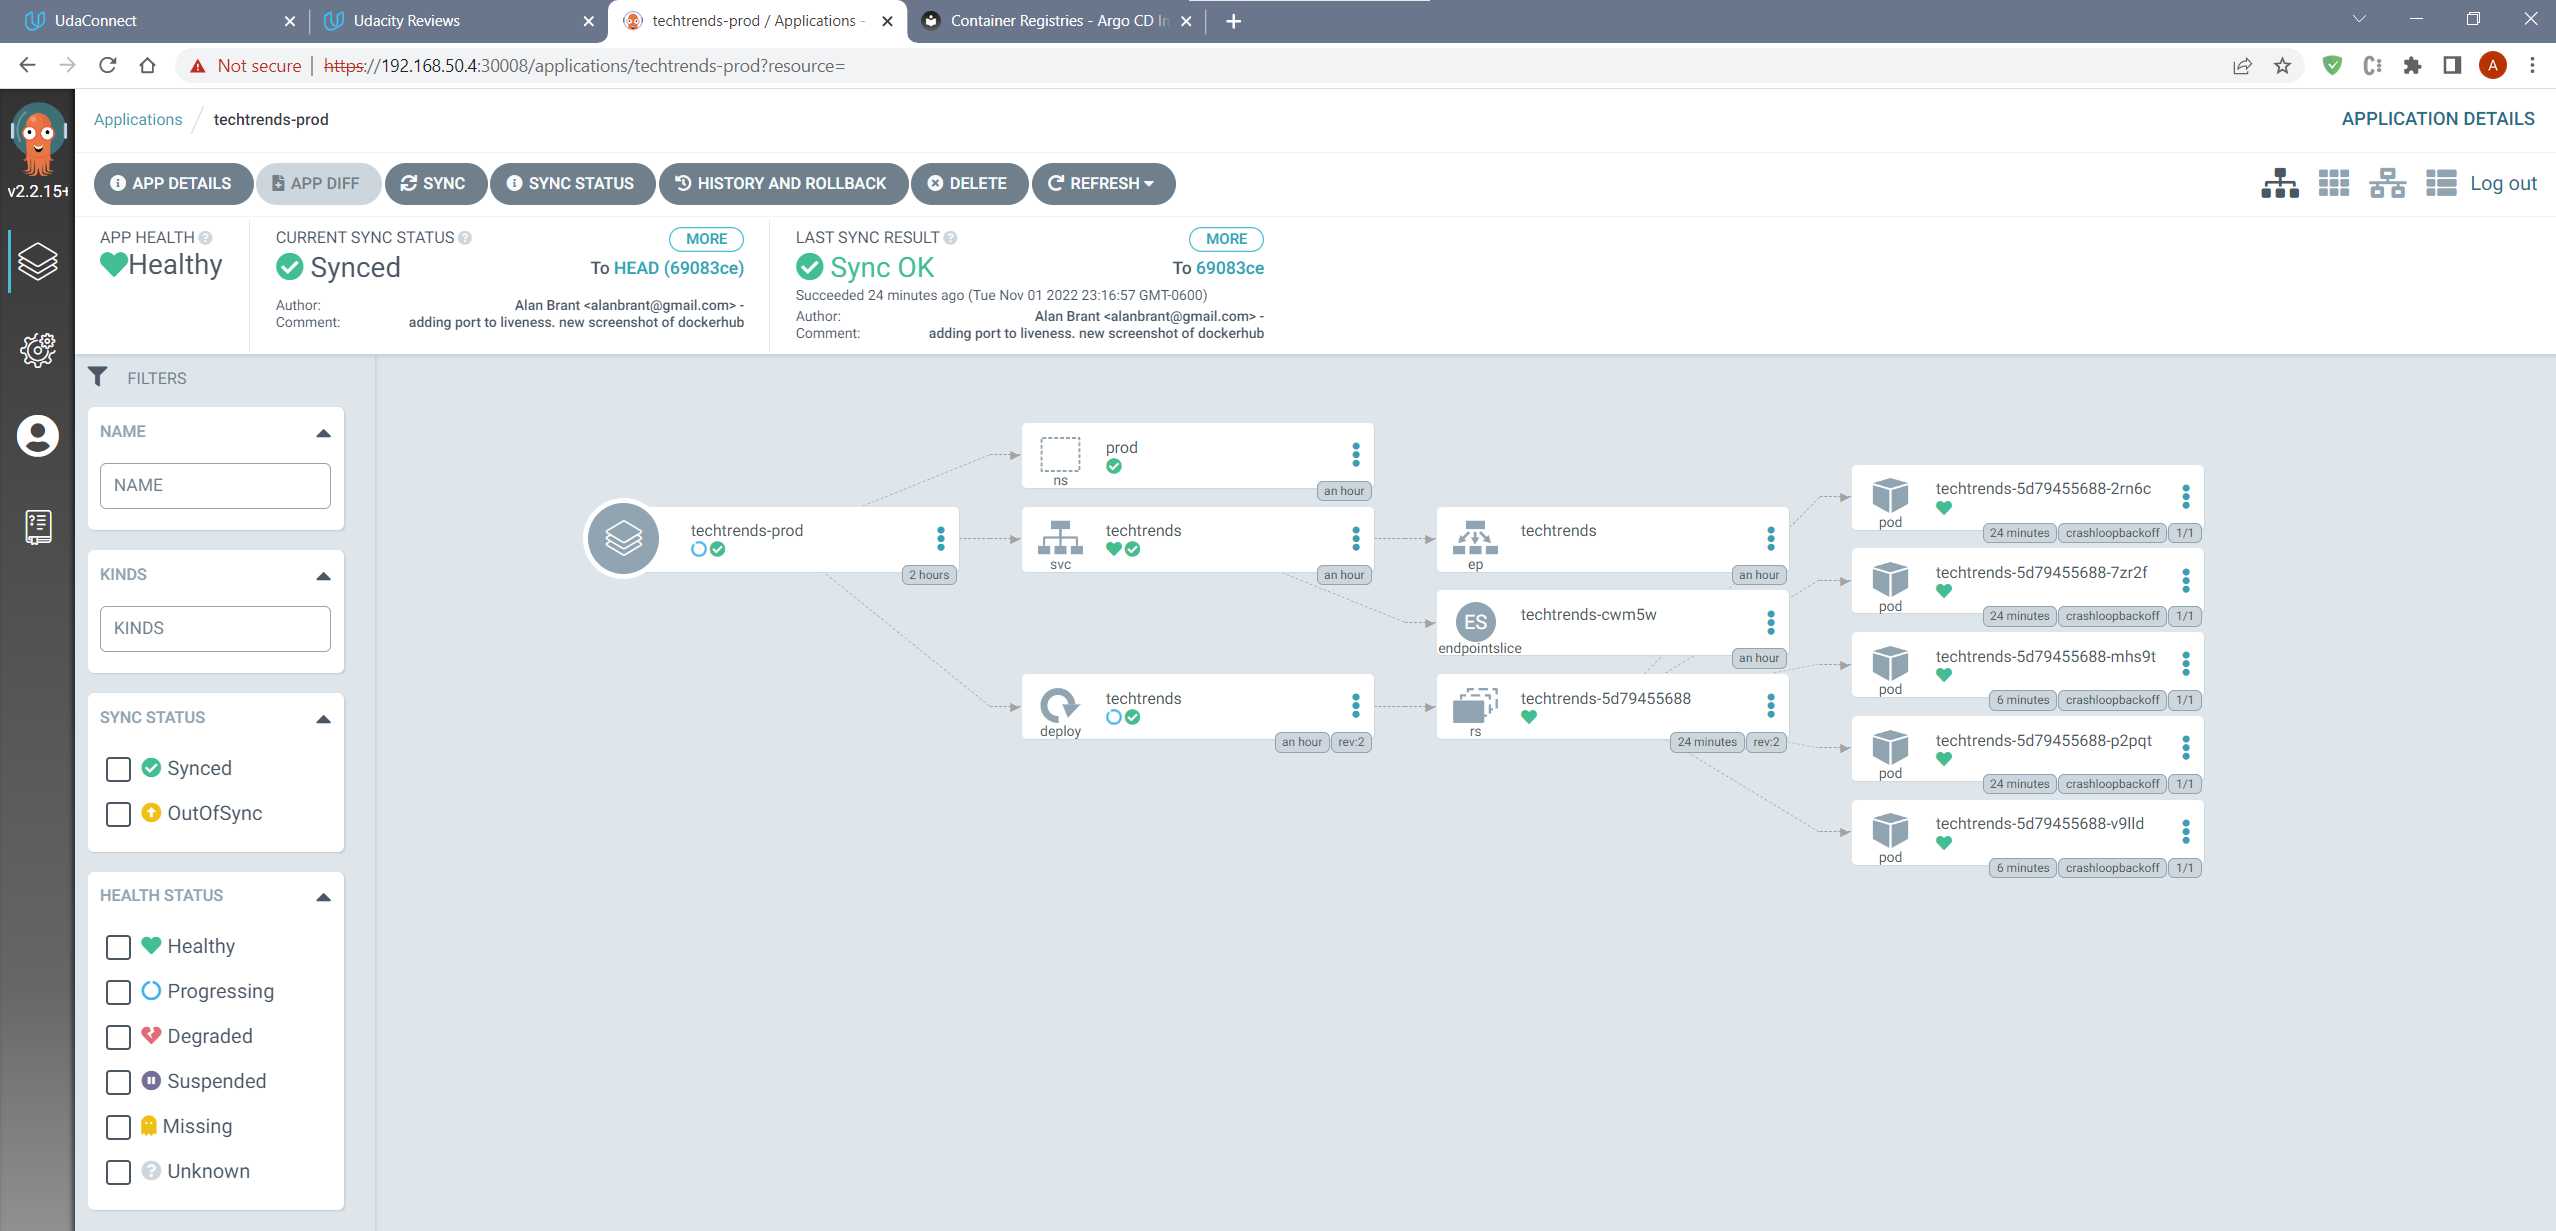 UdaConnect
Udacity Reviews
techtrends-prod / Applications -
Container Registries - Argo CD In
Not secure
https://192.168.50.4:30008/applications/techtrends-prod?resource=
A
v2.2.15+
Applications
techtrends-prod
APPLICATION DETAILS
APP DETAILS
APP DIFF
SYNC
SYNC STATUS
HISTORY AND ROLLBACK
DELETE
REFRESH
Log out
APP HEALTH
Healthy
CURRENT SYNC STATUS
MORE
Synced
To HEAD (69083ce)
Author:
Alan Brant <alanbrant@gmail.com> -
Comment:
adding port to liveness. new screenshot of dockerhub
LAST SYNC RESULT
MORE
Sync OK
To 69083ce
Succeeded 24 minutes ago (Tue Nov 01 2022 23:16:57 GMT-0600)
Author:
Alan Brant <alanbrant@gmail.com> -
Comment:
adding port to liveness. new screenshot of dockerhub
FILTERS
NAME
NAME
KINDS
KINDS
SYNC STATUS
Synced
OutOfSync
HEALTH STATUS
Healthy
Progressing
Degraded
Suspended
Missing
Unknown
techtrends-prod
2 hours
prod
ns
an hour
techtrends
svc
an hour
techtrends
deploy
an hour
rev:2
techtrends
ep
an hour
ES
techtrends-cwm5w
endpointslice
an hour
techtrends-5d79455688
rs
24 minutes
rev:2
techtrends-5d79455688-2rn6c
pod
24 minutes
crashloopbackoff
1/1
techtrends-5d79455688-7zr2f
pod
24 minutes
crashloopbackoff
1/1
techtrends-5d79455688-mhs9t
pod
6 minutes
crashloopbackoff
1/1
techtrends-5d79455688-p2pqt
pod
24 minutes
crashloopbackoff
1/1
techtrends-5d79455688-v9lld
pod
6 minutes
crashloopbackoff
1/1